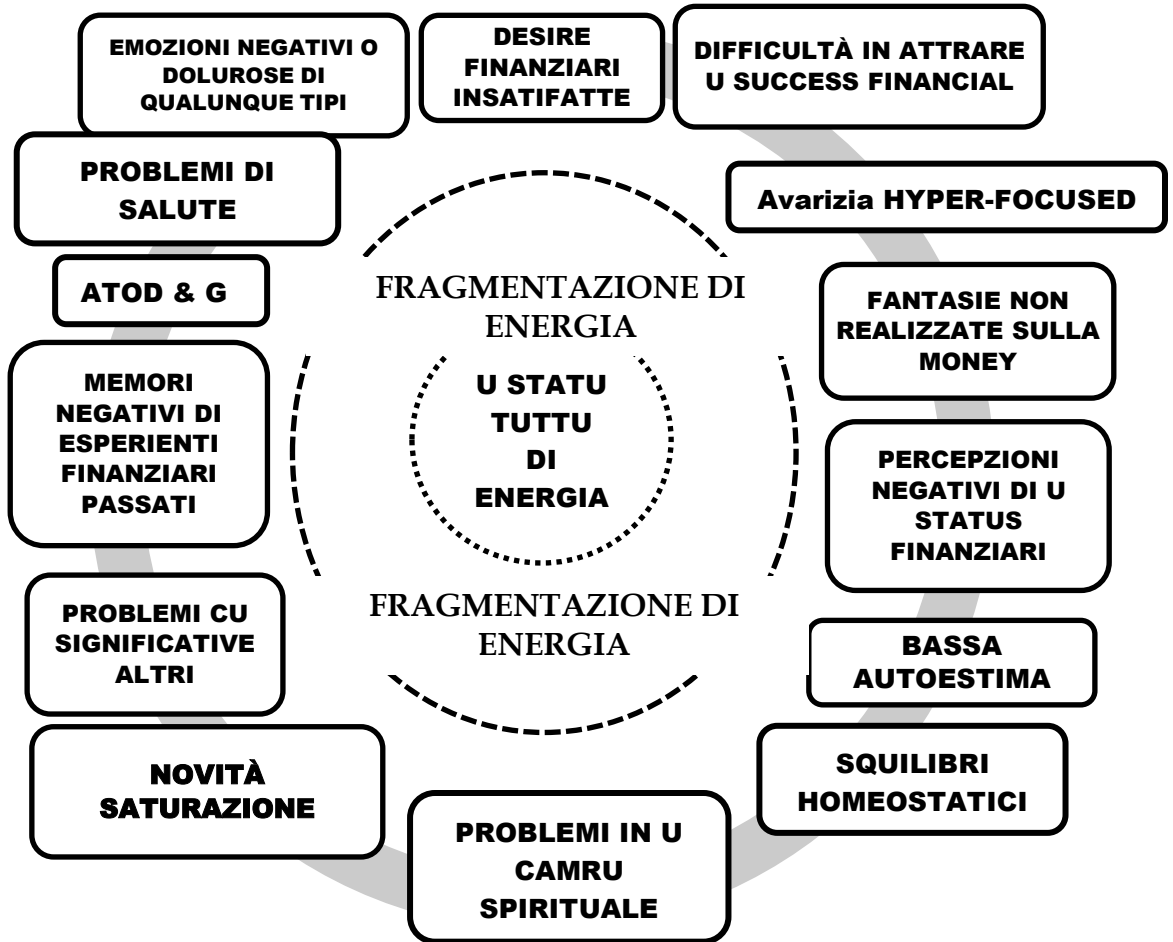 EMOZIONI NEGATIVI O
DOLUROSE DI
QUALUNQUE TIPI
DESIRE
FINANZIARI
INSATIFATTE
DIFFICULTÀ IN ATTRARE
U SUCCESS FINANCIAL
PROBLEMI DI
SALUTE
Avarizia HYPER-FOCUSED
ATOD & G
FRAGMENTAZIONE DI
ENERGIA
FANTASIE NON
REALIZZATE SULLA
MONEY
MEMORI
NEGATIVI DI
ESPERIENTI
FINANZIARI
PASSATI
U STATU
TUTTU
DI
ENERGIA
PERCEPZIONI
NEGATIVI DI U
STATUS
FINANZIARI
PROBLEMI CU
SIGNIFICATIVE
ALTRI
FRAGMENTAZIONE DI
ENERGIA
BASSA
AUTOESTIMA
NOVITÀ
SATURAZIONE
SQUILIBRI
HOMEOSTATICI
PROBLEMI IN U
CAMRU
SPIRITUALE